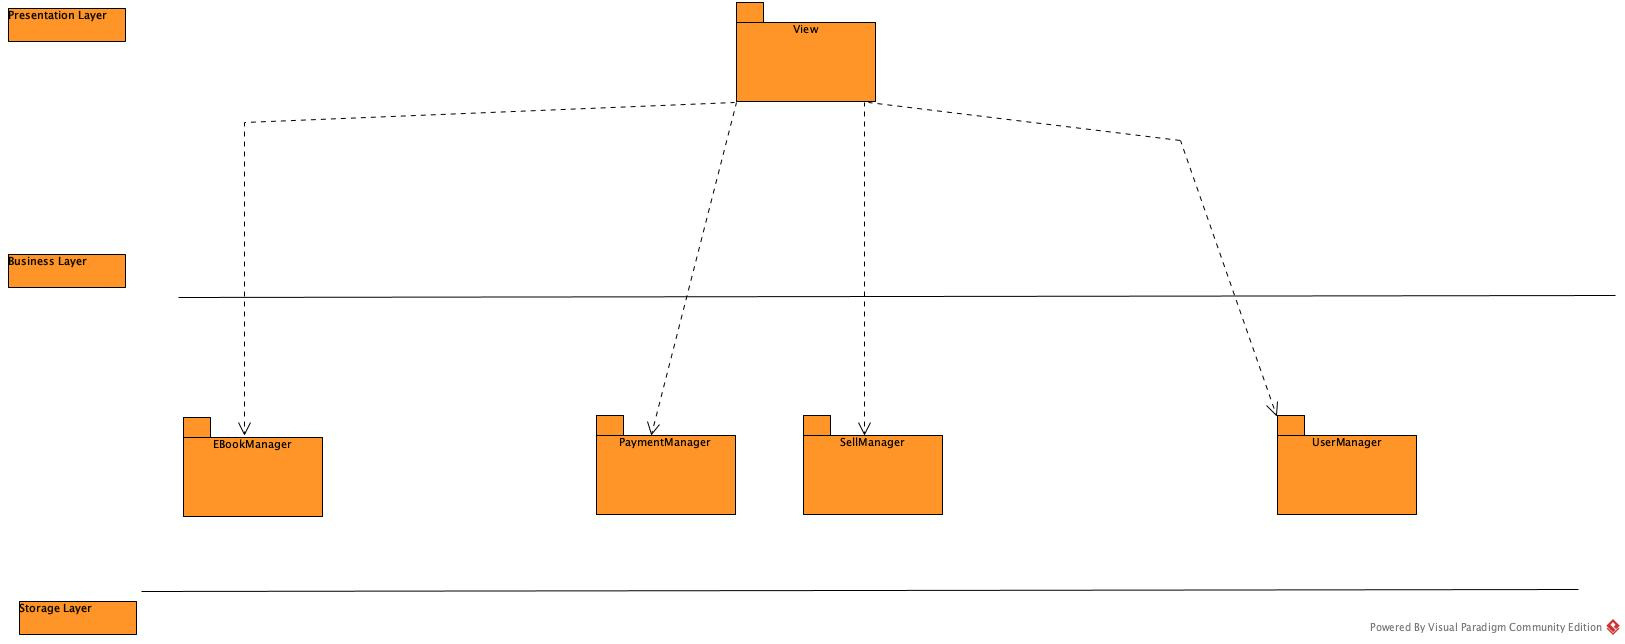 Presentation Layer
View
Business Layer
EBookManager
PaymentManager
SellManager
UserManager
Storage Layer
Powered By Visual Paradigm Community Edition